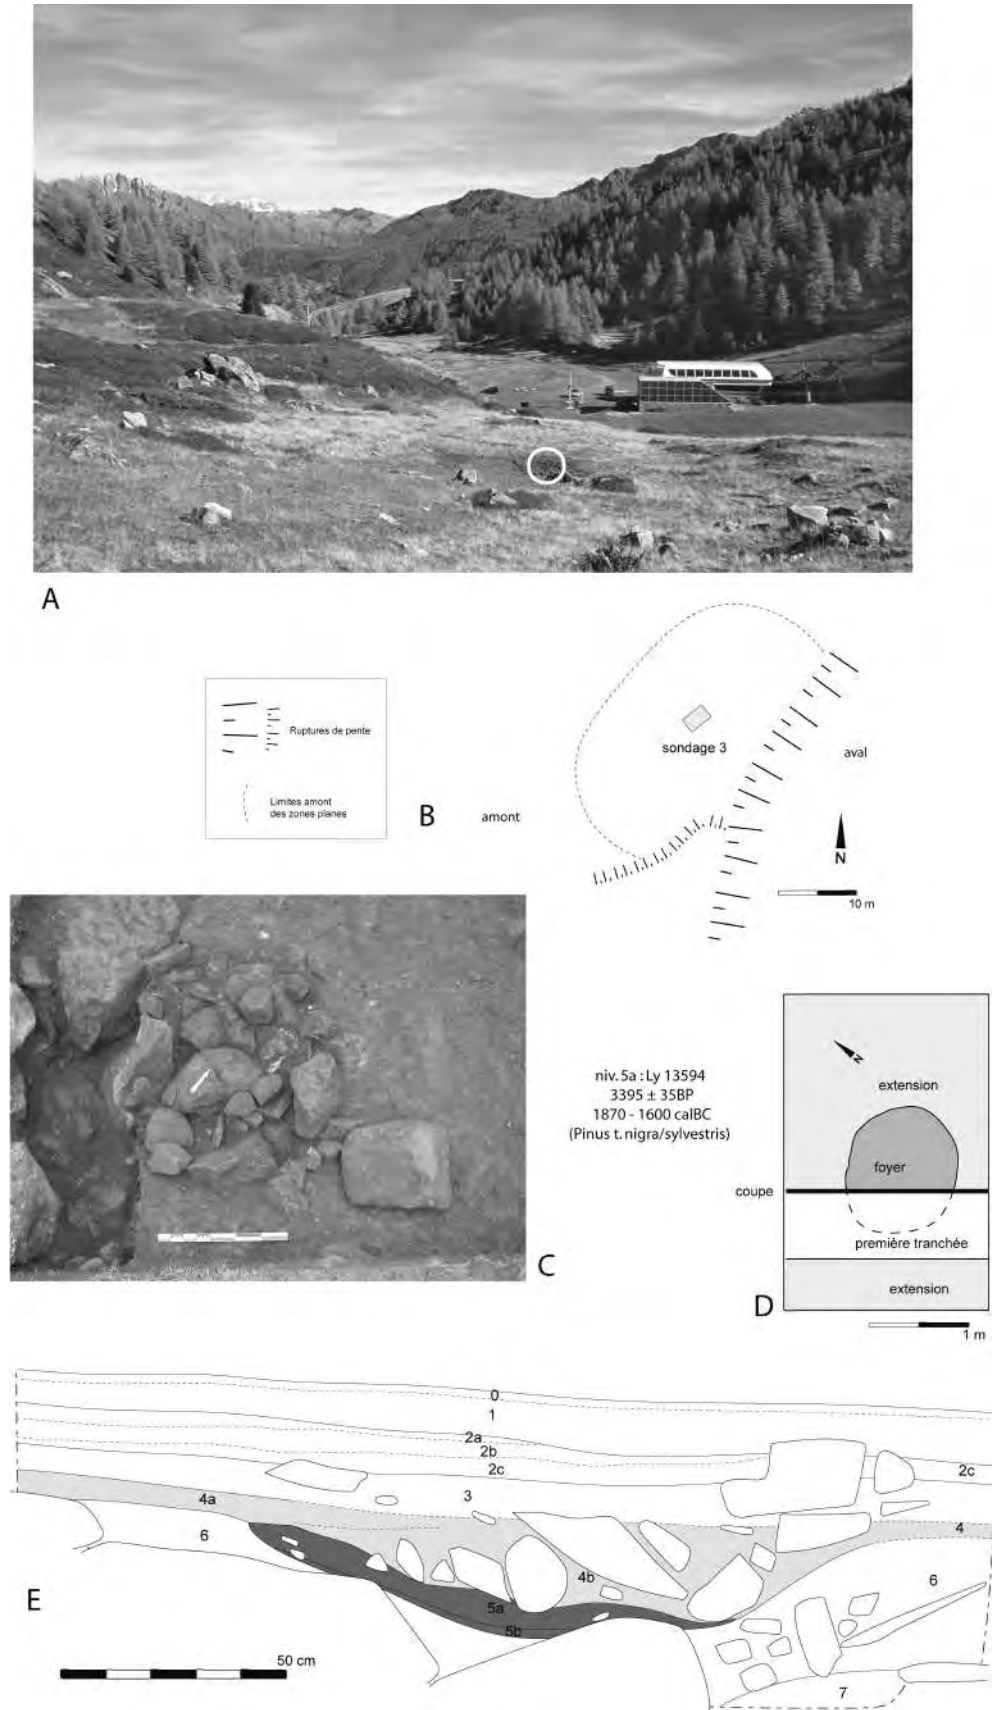 A
Ruptures de pente
Limites amont
des zones planes
B
amont
sondage 3
aval
N
10 m
C
niv. 5a : Ly 13594
3395 ± 35BP
1870 - 1600 calBC
(Pinus t. nigra/sylvestris)
N
extension
foyer
coupe
première tranchée
extension
D
1 m
0
1
2a
2b
2c
2c
3
4a
4
6
4b
6
5a
5b
7
E
50 cm